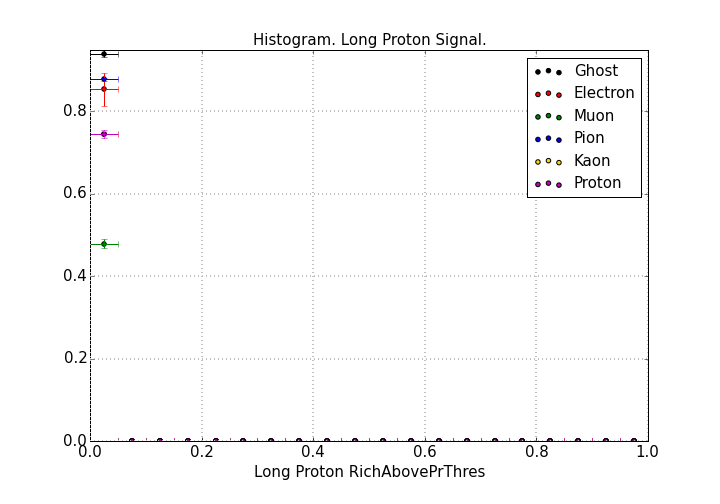 Histogram. Long Proton Signal.
Ghost
Electron
Muon
Pion
Kaon
Proton
0.8
0.6
0.4
0.2
0.0
0.0 0.2 0.4 0.6 0.8 1.0
Long Proton RichAbovePrThres